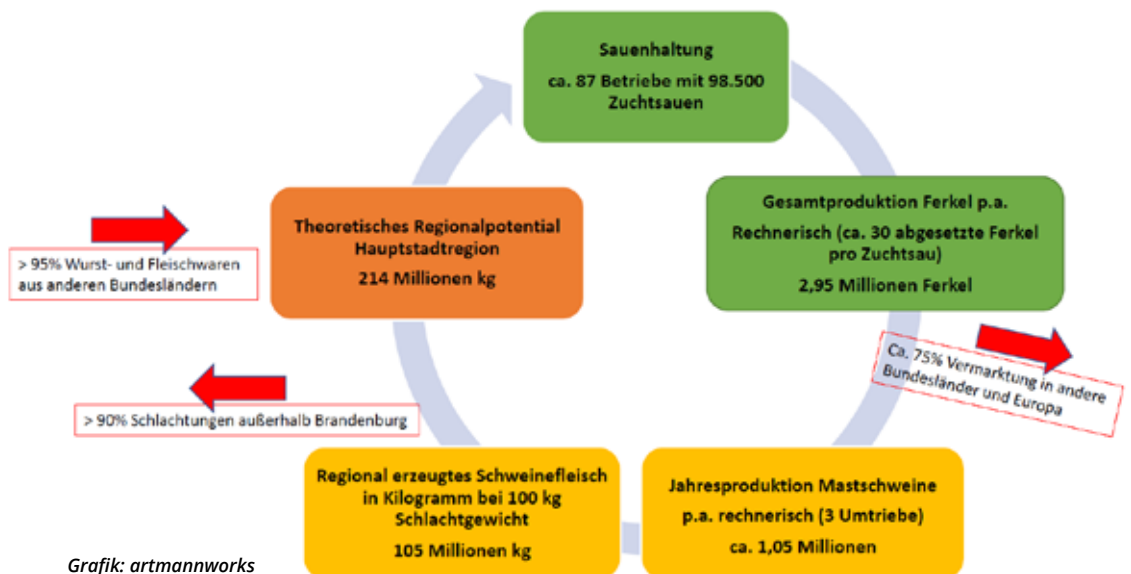 Sauenhaltung
ca. 87 Betriebe mit 98.500
Zuchtsauen
Gesamtproduktion Ferkel p.a.
Rechnerisch (ca. 30 abgesetzte Ferkel
pro Zuchtsau)
2,95 Millionen Ferkel
Ca. 75% Vermarktung in andere
Bundesländer und Europa
Jahresproduktion Mastschweine
p.a. rechnerisch (3 Umtriebe)
ca. 1,05 Millionen
Regional erzeugtes Schweinefleisch
in Kilogramm bei 100 kg
Schlachtgewicht
105 Millionen kg
> 90% Schlachtungen außerhalb Brandenburg
Theoretisches Regionalpotential
Hauptstadtregion
214 Millionen kg
> 95% Wurst- und Fleischwaren
aus anderen Bundesländern
Grafik: artmannworks